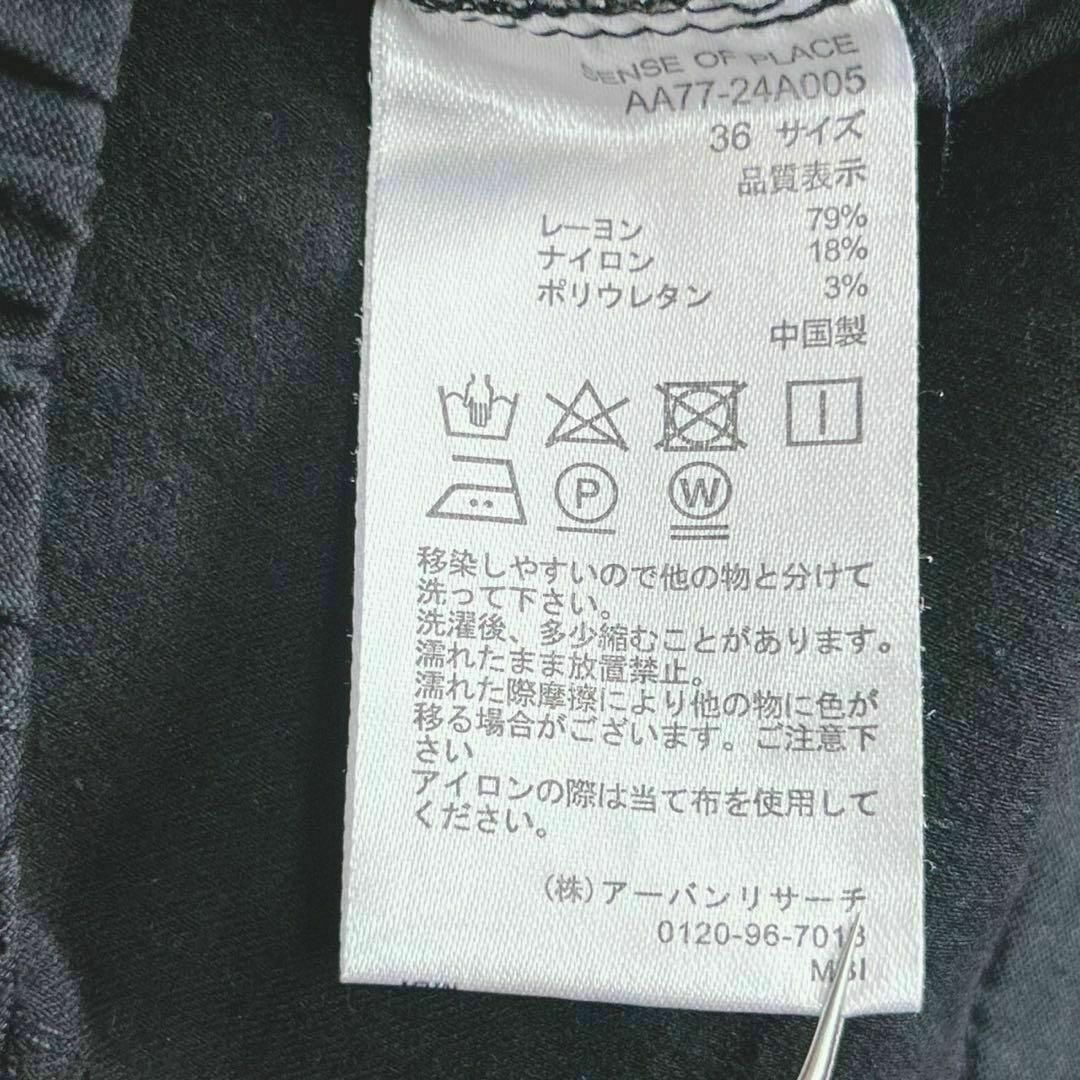 SENSE OF PLACE
AA77-24A005
36 サイズ
品質表示
レーヨン 79%
ナイロン 18%
ポリウレタン 3%
中国製
P W
移染しやすいので他の物と分けて
洗って下さい。
洗濯後、多少縮むことがあります。
濡れたまま放置禁止。
濡れた際摩擦により他の物に色が
移る場合がございます。ご注意下
さい
アイロンの際は当て布を使用して
ください。
(株)アーバンリサーチ
0120-96-7013